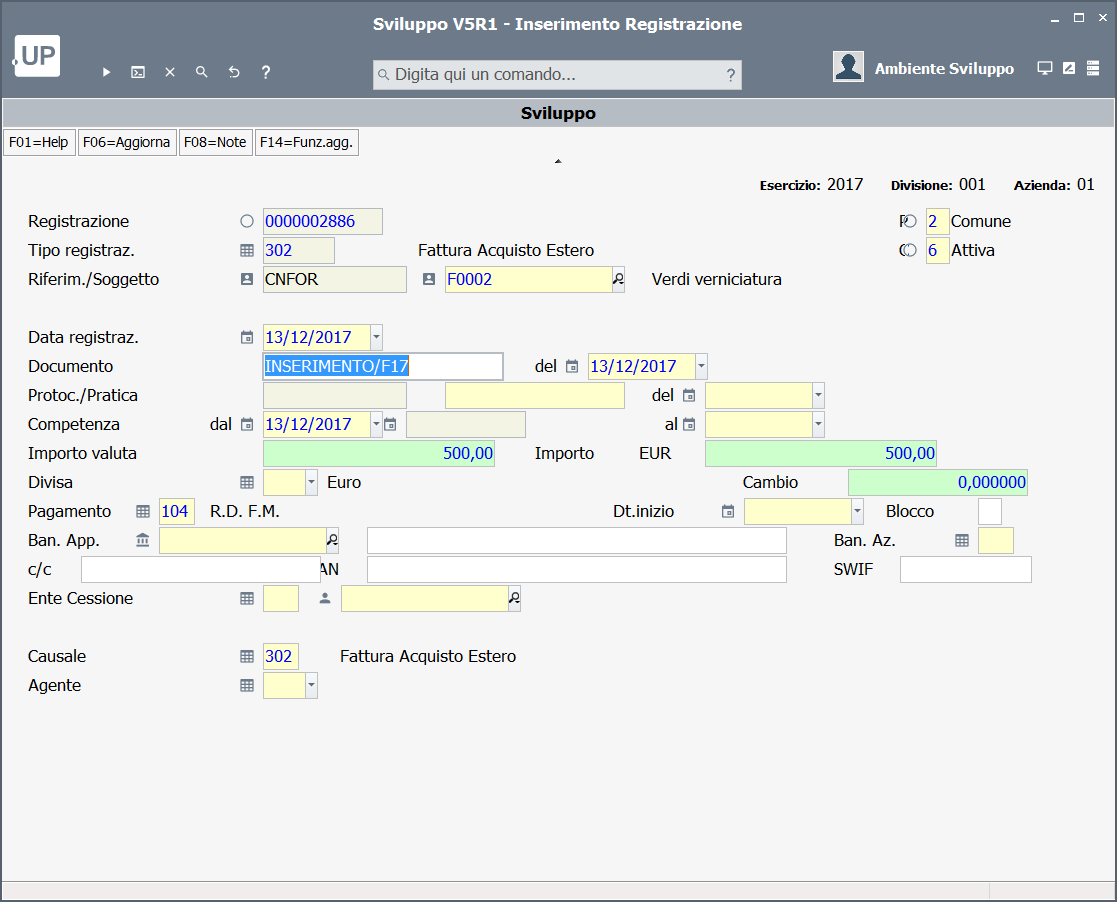 Sviluppo V5R1 - Inserimento Registrazione
.UP
Digita qui un comando... ?
Ambiente Sviluppo
Sviluppo
F01=Help F06=Aggiorna F08=Note F14=Funz.agg.
Esercizio: 2017 Divisione: 001 Azienda: 01
Registrazione 0000002886 2 Comune
Tipo registraz. 302 Fattura Acquisto Estero 6 Attiva
Riferim./Soggetto CNFOR F0002 Verdi verniciatura
Data registraz. 13/12/2017
Documento INSERIMENTO/F17 del 13/12/2017
Protoc./Pratica del
Competenza dal 13/12/2017 al
Importo valuta 500,00 Importo EUR 500,00
Divisa Euro Cambio 0,000000
Pagamento 104 R.D. F.M. Dt.inizio Blocco
Ban. App. Ban. Az.
c/c AN SWIF
Ente Cessione
Causale 302 Fattura Acquisto Estero
Agente